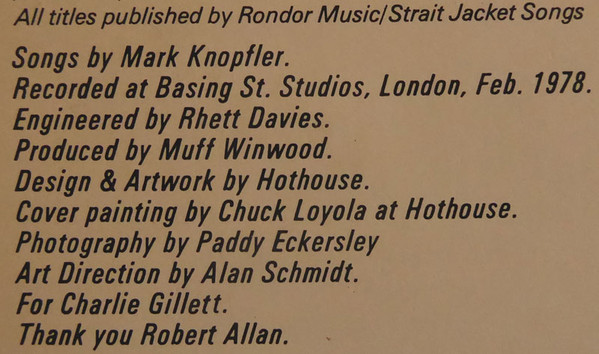 All titles published by Rondor Music/Strait Jacket Songs
Songs by Mark Knopfler.
Recorded at Basing St. Studios, London, Feb. 1978.
Engineered by Rhett Davies.
Produced by Muff Winwood.
Design & Artwork by Hothouse.
Cover painting by Chuck Loyola at Hothouse.
Photography by Paddy Eckersley
Art Direction by Alan Schmidt.
For Charlie Gillett.
Thank you Robert Allan.